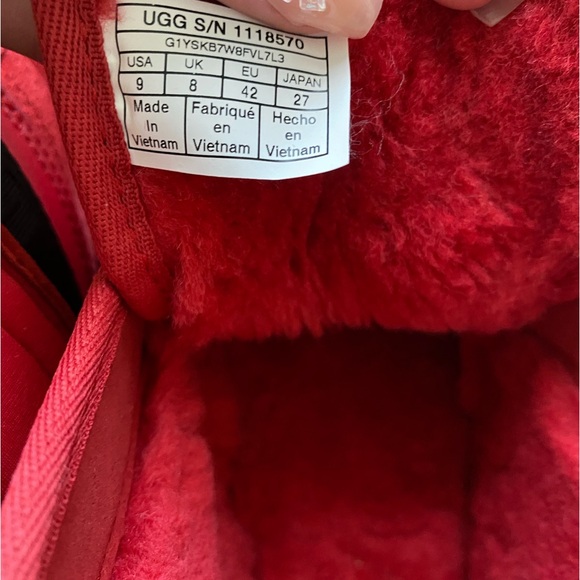 UGG S/N 1118570
G1YSKB7W8FVL7L3
USA UK EU JAPAN
9 8 42 27
Made Fabriqué Hecho
In en en
Vietnam Vietnam Vietnam